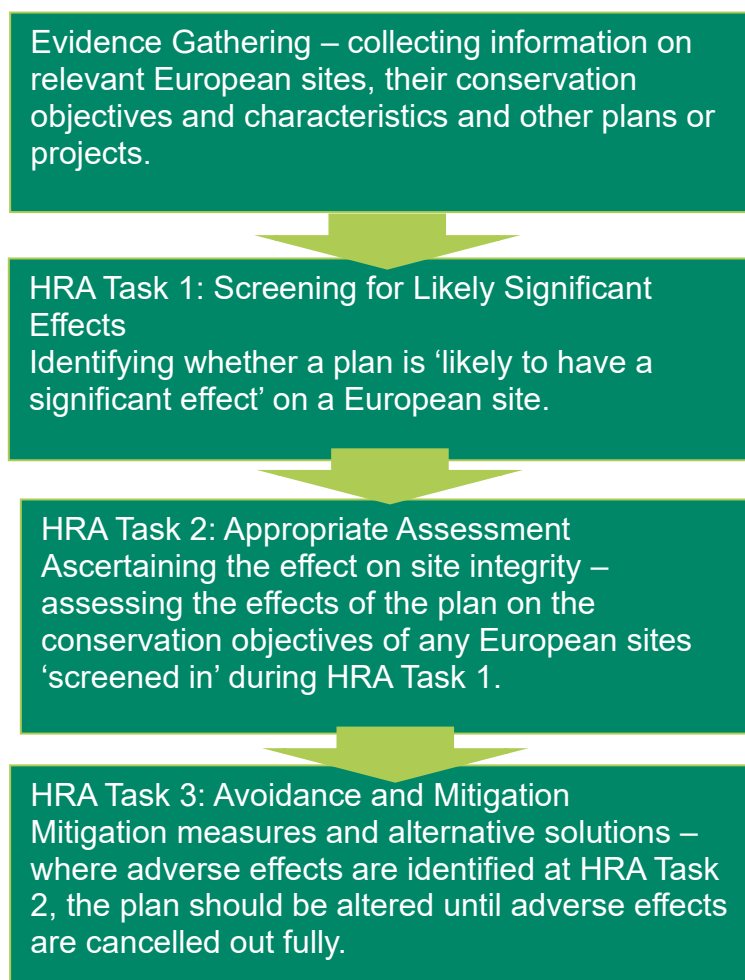 Evidence Gathering – collecting information on
relevant European sites, their conservation
objectives and characteristics and other plans or
projects.
HRA Task 1: Screening for Likely Significant
Effects
Identifying whether a plan is ‘likely to have a
significant effect’ on a European site.
HRA Task 2: Appropriate Assessment
Ascertaining the effect on site integrity –
assessing the effects of the plan on the
conservation objectives of any European sites
‘screened in’ during HRA Task 1.
HRA Task 3: Avoidance and Mitigation
Mitigation measures and alternative solutions –
where adverse effects are identified at HRA Task
2, the plan should be altered until adverse effects
are cancelled out fully.